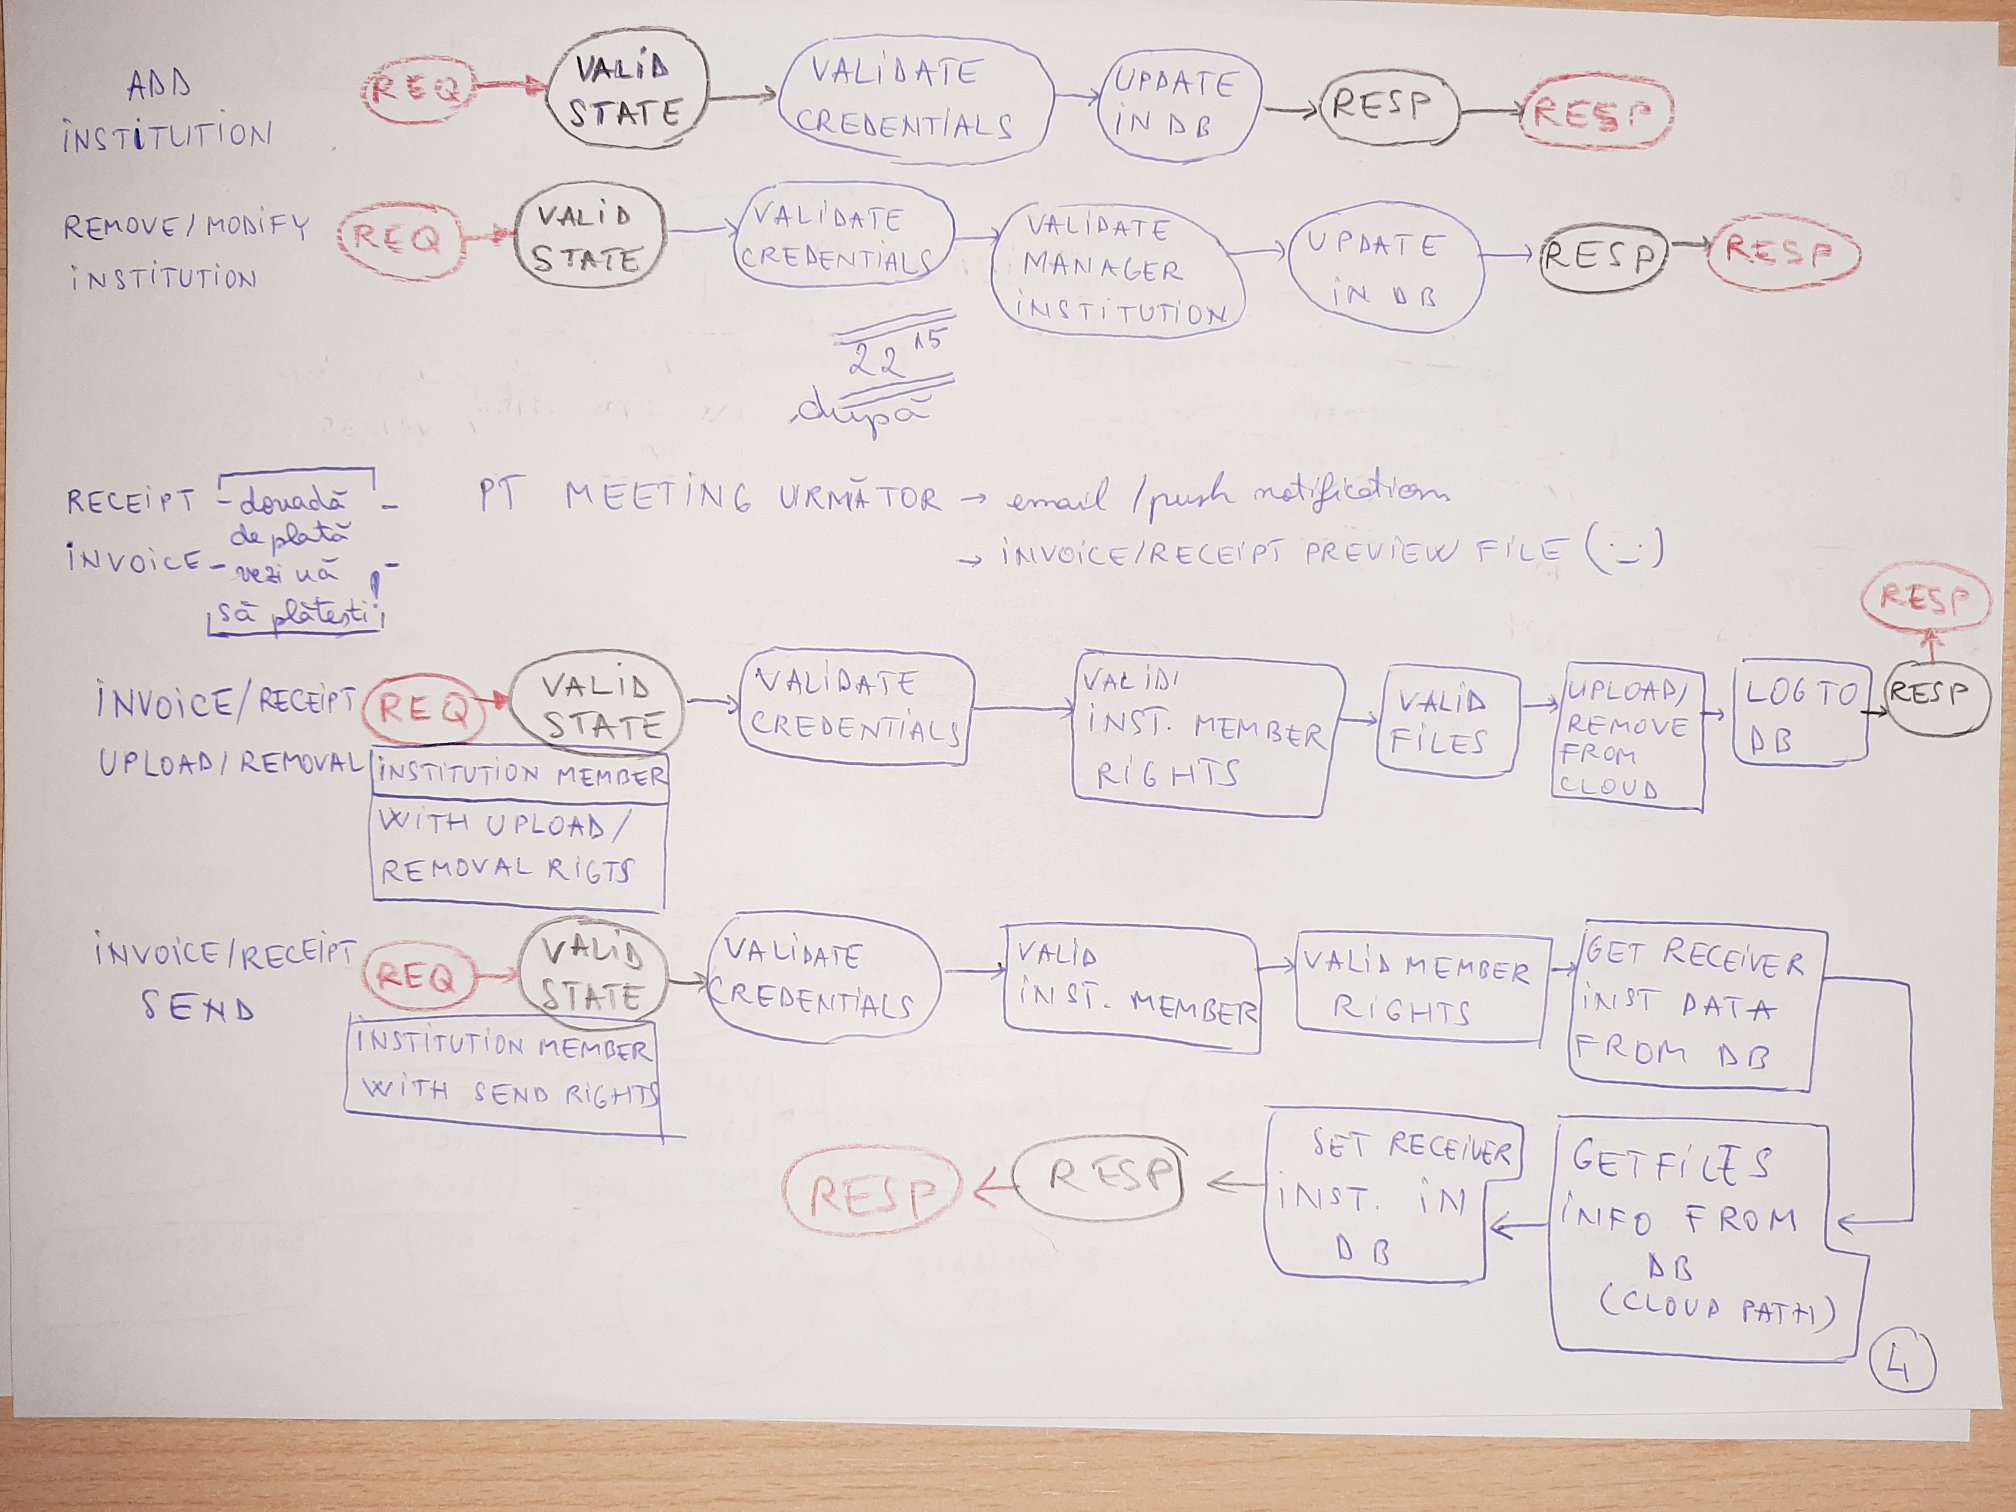 ADD
INSTITUTION
REQ
VALID
STATE
VALIDATE
CREDENTIALS
UPDATE
IN DB
RESP
RESP
REMOVE/MODIFY
INSTITUTION
REQ
VALID
STATE
VALIDATE
CREDENTIALS
VALIDATE
MANAGER
INSTITUTION
UPDATE
IN DB
RESP
RESP
22 15
după
RECEIPT - dovadă -
de plată
INVOICE - vezi că -
să plătești!
PT MEETING URMĂTOR → email / push notifications
→ INVOICE/RECEIPT PREVIEW FILE (:_:)
INVOICE/RECEIPT
UPLOAD/REMOVAL
REQ
INSTITUTION MEMBER
WITH UPLOAD/
REMOVAL RIGTS
VALID
STATE
VALIDATE
CREDENTIALS
VALID
INST. MEMBER
RIGHTS
VALID
FILES
UPLOAD/
REMOVE
FROM
CLOUD
LOG TO
DB
RESP
RESP
INVOICE/RECEIPT
SEND
REQ
INSTITUTION MEMBER
WITH SEND RIGHTS
VALID
STATE
VALIDATE
CREDENTIALS
VALID
INST. MEMBER
VALID MEMBER
RIGHTS
GET RECEIVER
INST DATA
FROM DB
GET FILES
INFO FROM
DB
(CLOUD PATH)
SET RECEIVER
INST. IN
DB
RESP
RESP
4